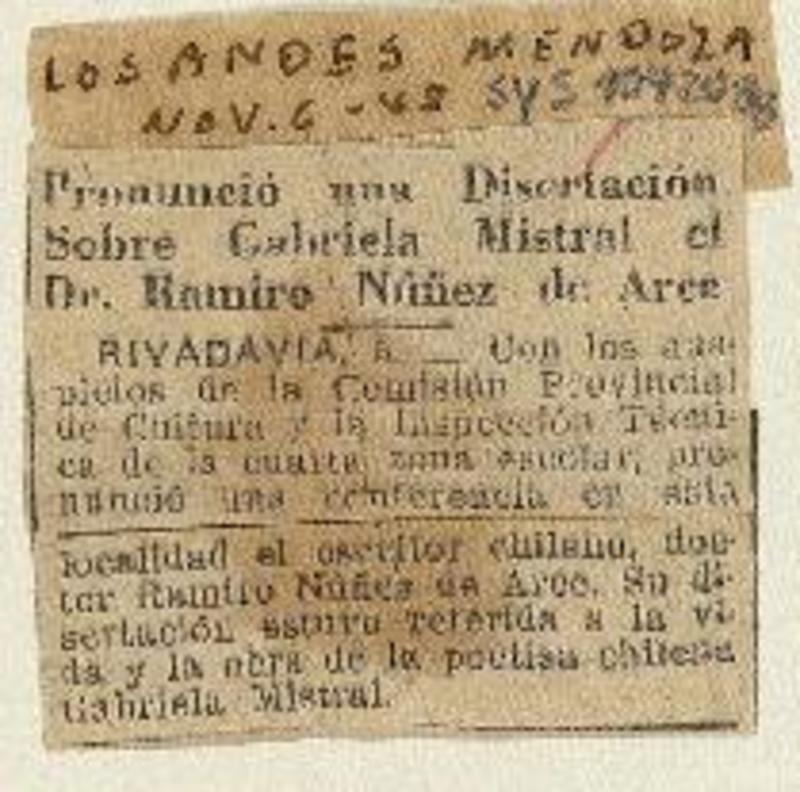 LOS ANDES MENDOZA
NOV. 6 - 48 SYS
Pronunció una Disertación
Sobre Gabriela Mistral el
Dr. Ramiro Núñez de Arce
RIVADAVIA, 5. — Con los aus-
picios de la Comisión Provincial
de Cultura y la Inspección Técni-
ca de la cuarta zona escolar, pro-
nunció una conferencia en esta
localidad el escritor chileno, doc-
tor Ramiro Núñez de Arce. Su di-
sertación estuvo referida a la vi-
da y la obra de la poetisa chilena
Gabriela Mistral.